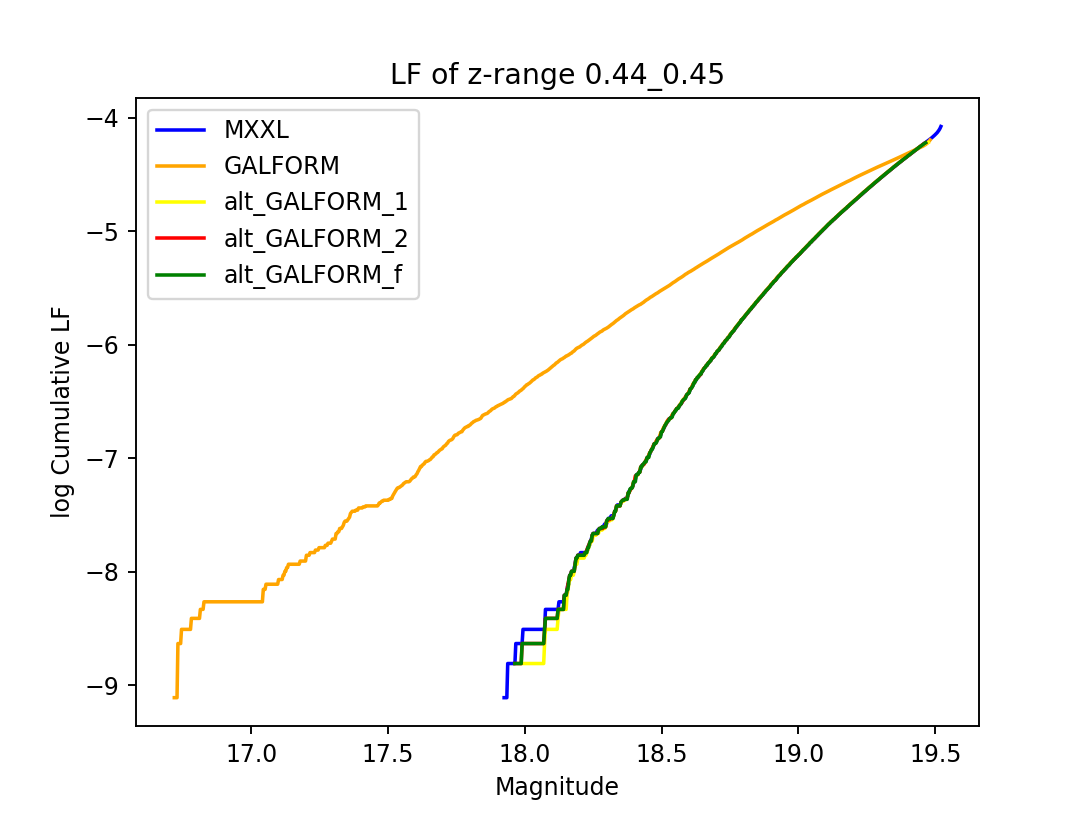 LF of z-range 0.44_0.45
MXXL
GALFORM
alt_GALFORM_1
alt_GALFORM_2
alt_GALFORM_f
log Cumulative LF
−4
−5
−6
−7
−8
−9
17.0 17.5 18.0 18.5 19.0 19.5
Magnitude